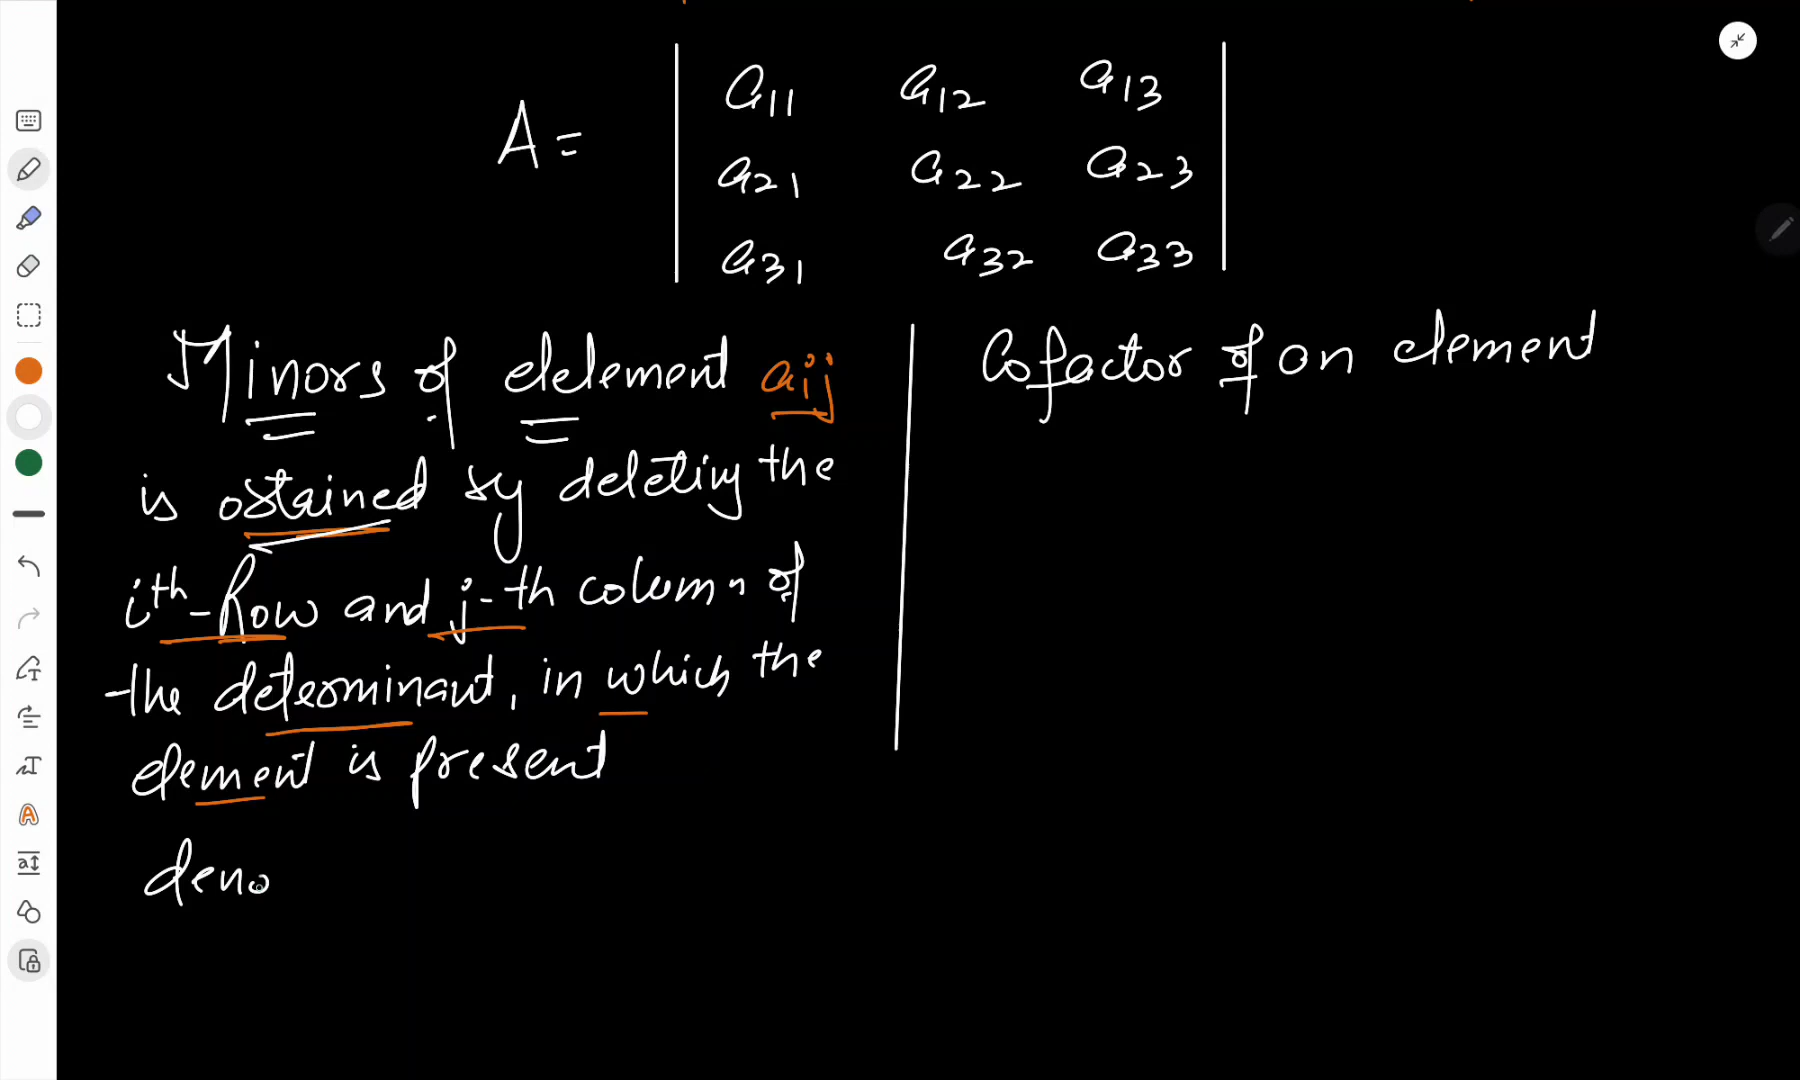 A = | a11 a12 a13 |
| a21 a22 a23 |
| a31 a32 a33 |
Minors of elelement aij
is obtained by deleting the
ith-Row and j-th column of
the determinant, in which the
element is present
deno
Cofactor of an element